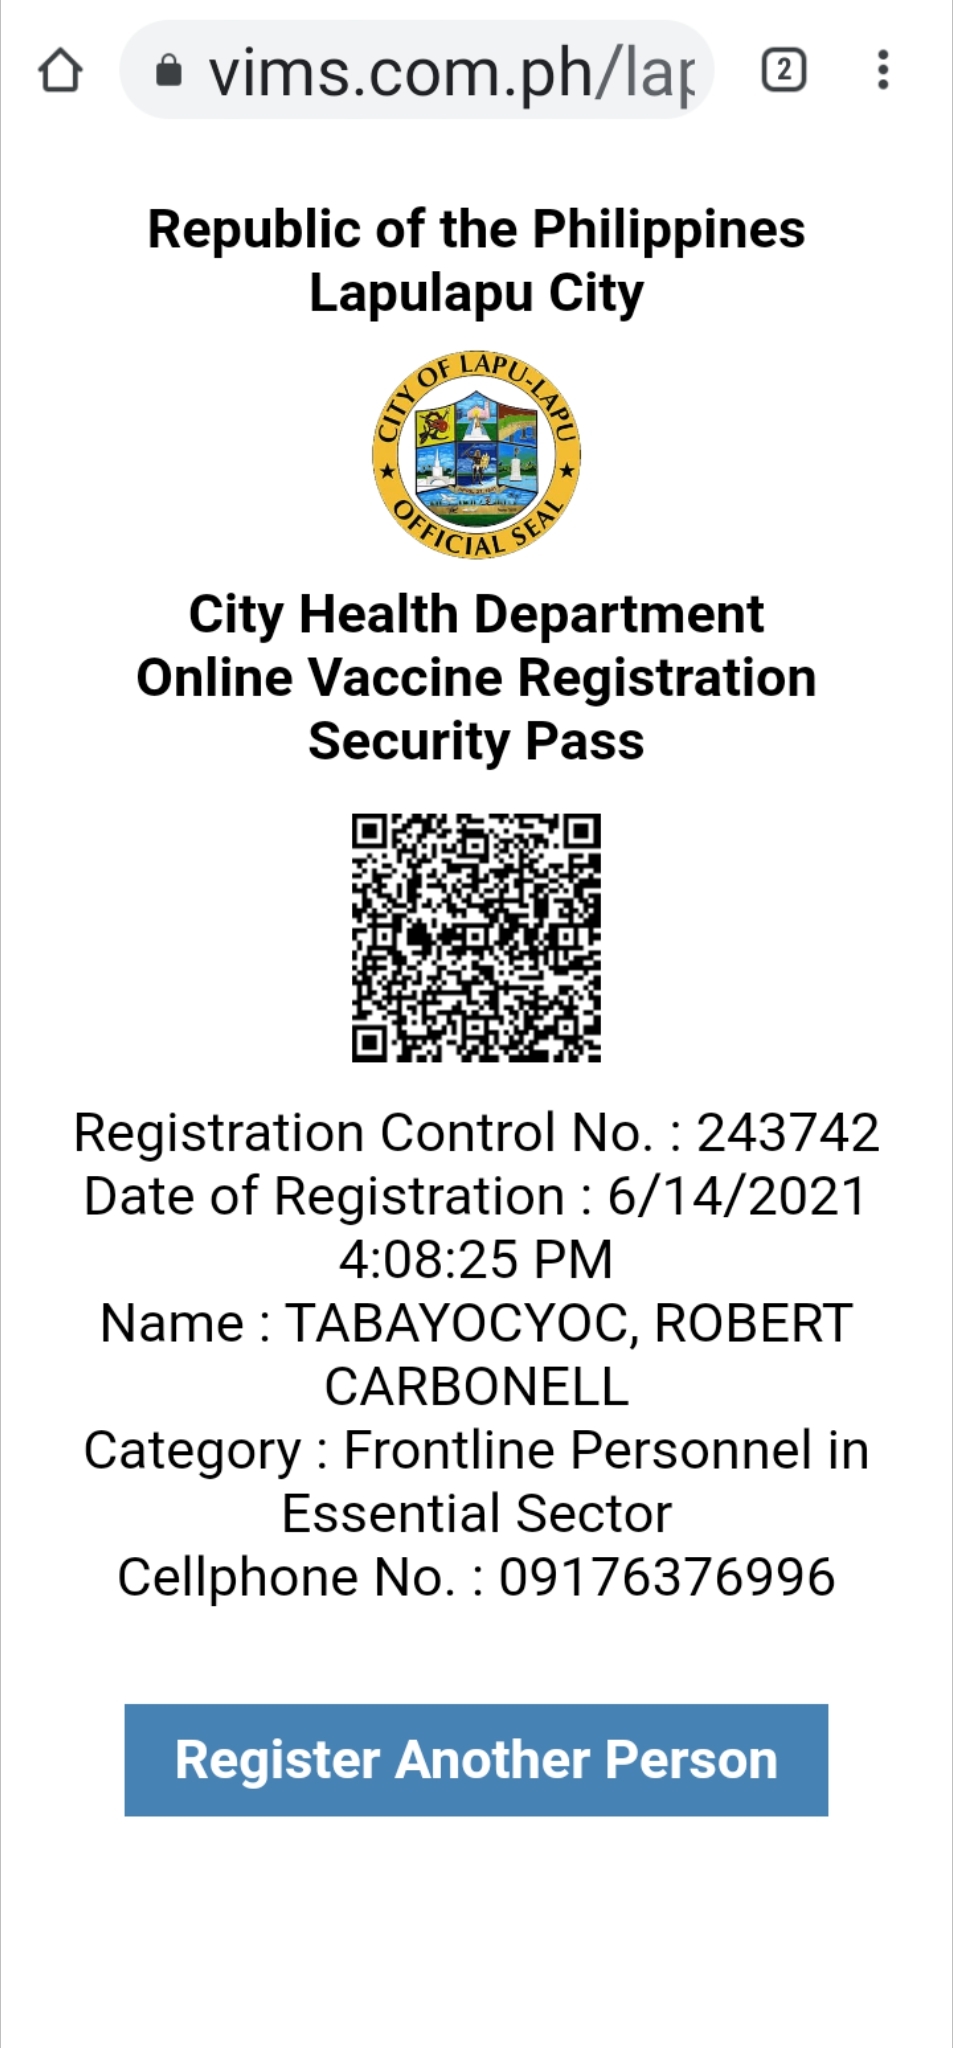 vims.com.ph/lap
2
Republic of the Philippines
Lapulapu City
CITY OF LAPU-LAPU
OFFICIAL SEAL
City Health Department
Online Vaccine Registration
Security Pass
Registration Control No. : 243742
Date of Registration : 6/14/2021
4:08:25 PM
Name : TABAYOCYOC, ROBERT
CARBONELL
Category : Frontline Personnel in
Essential Sector
Cellphone No. : 09176376996
Register Another Person